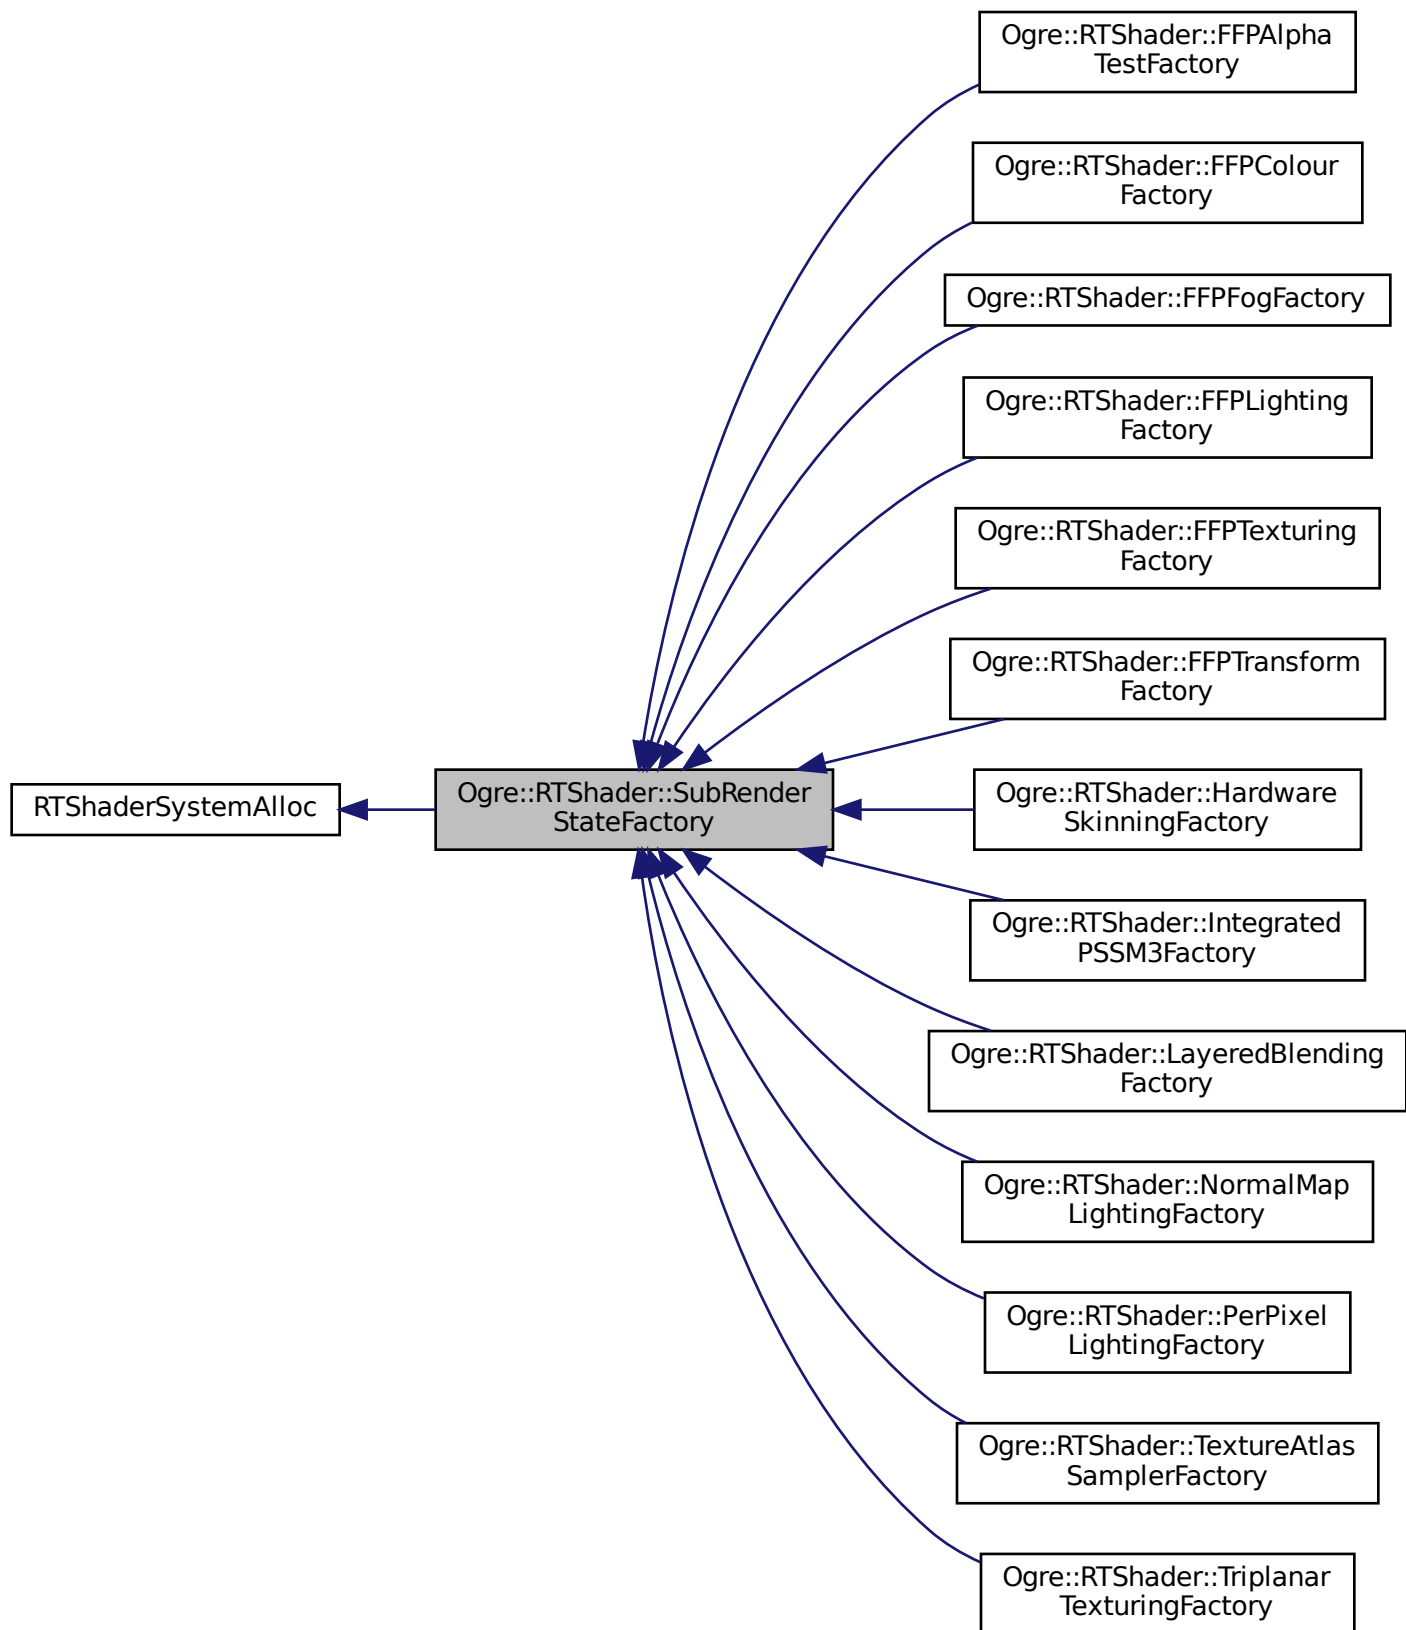 Ogre::RTShader::FFPAlpha
TestFactory
Ogre::RTShader::FFPColour
Factory
Ogre::RTShader::FFPFogFactory
Ogre::RTShader::FFPLighting
Factory
Ogre::RTShader::FFPTexturing
Factory
Ogre::RTShader::FFPTransform
Factory
RTShaderSystemAlloc
Ogre::RTShader::SubRender
StateFactory
Ogre::RTShader::Hardware
SkinningFactory
Ogre::RTShader::Integrated
PSSM3Factory
Ogre::RTShader::LayeredBlending
Factory
Ogre::RTShader::NormalMap
LightingFactory
Ogre::RTShader::PerPixel
LightingFactory
Ogre::RTShader::TextureAtlas
SamplerFactory
Ogre::RTShader::Triplanar
TexturingFactory